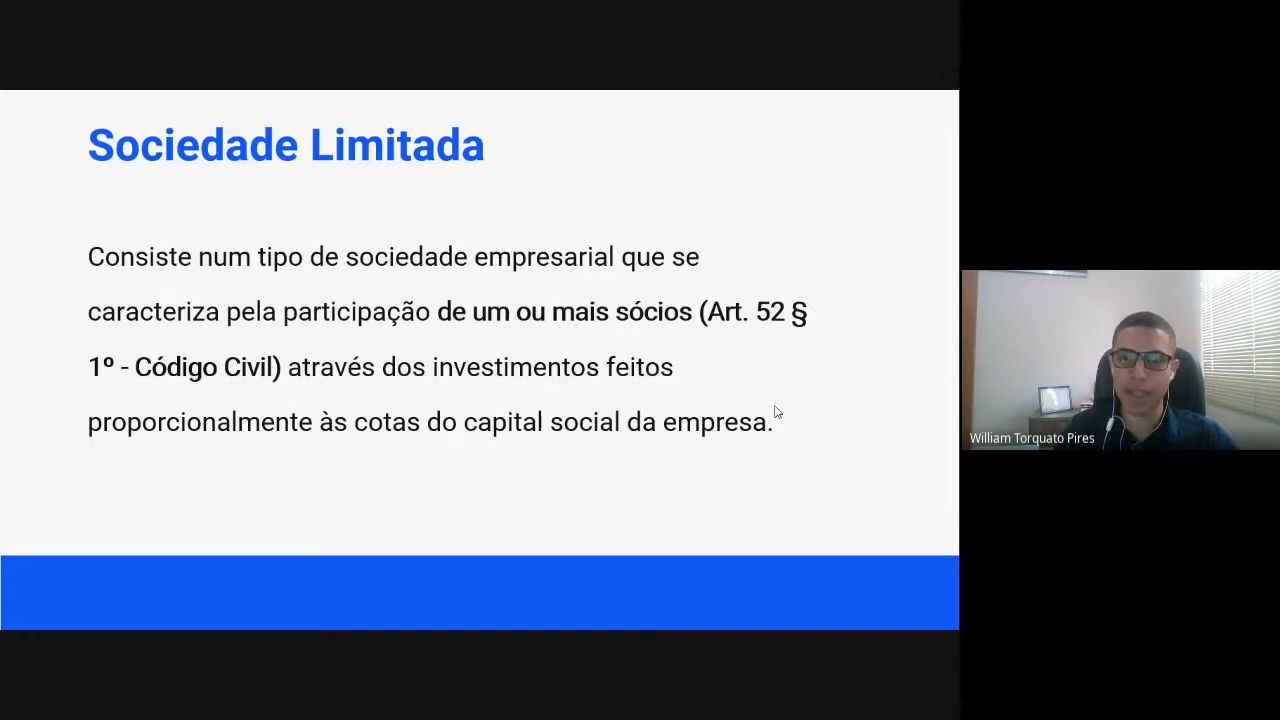 Sociedade Limitada
Consiste num tipo de sociedade empresarial que se
caracteriza pela participação de um ou mais sócios (Art. 52 §
1º - Código Civil) através dos investimentos feitos
proporcionalmente às cotas do capital social da empresa.
William Torquato Pires